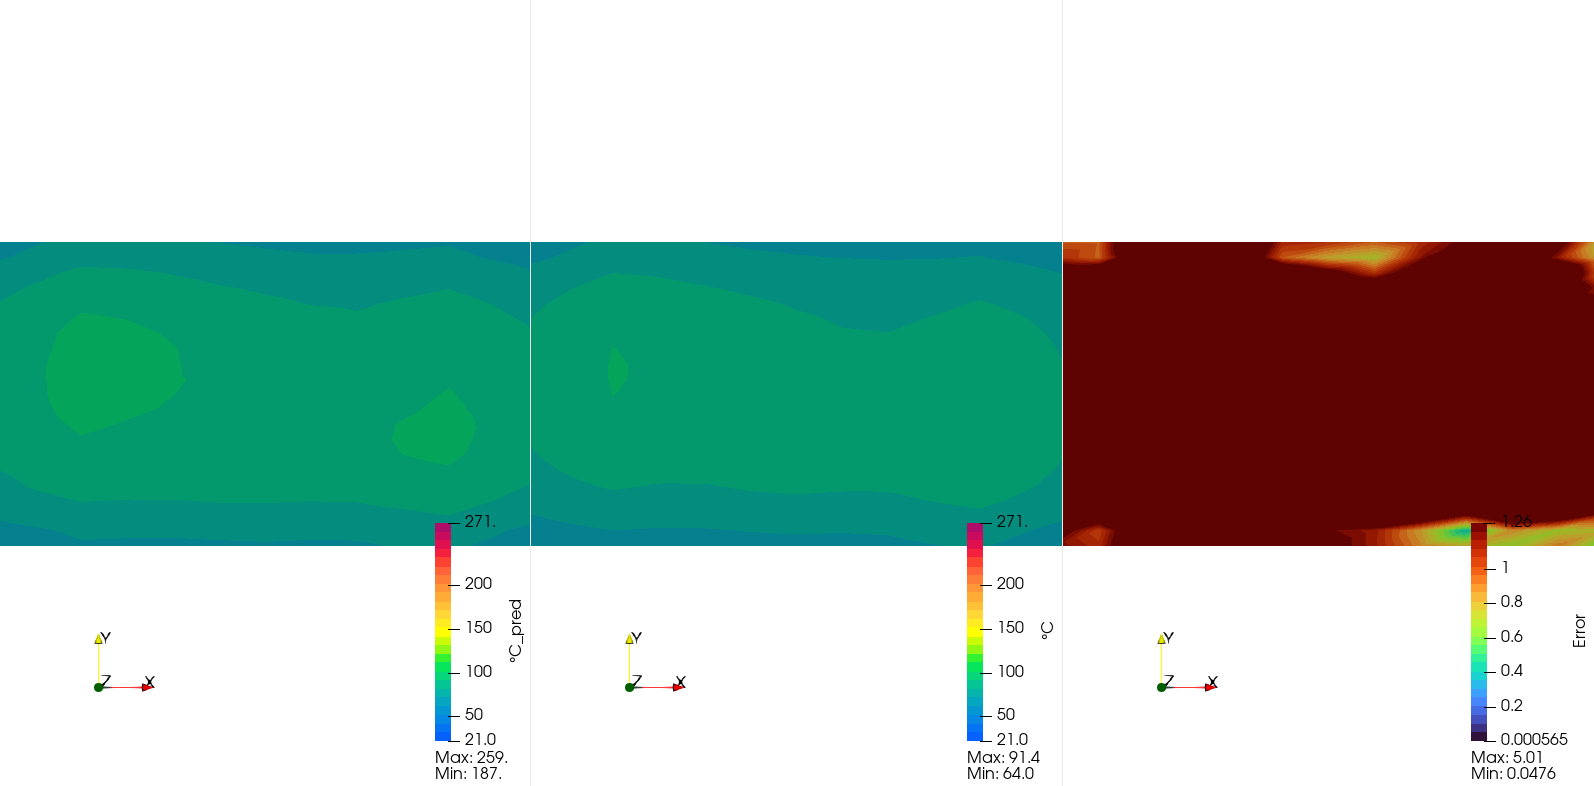 271.
200
150
100
50
21.0
°C_pred
Max: 259.
Min: 187.
Y
Z
X
271.
200
150
100
50
21.0
°C
Max: 91.4
Min: 64.0
Y
Z
X
1.26
1
0.8
0.6
0.4
0.2
0.000565
Error
Max: 5.01
Min: 0.0476
Y
Z
X